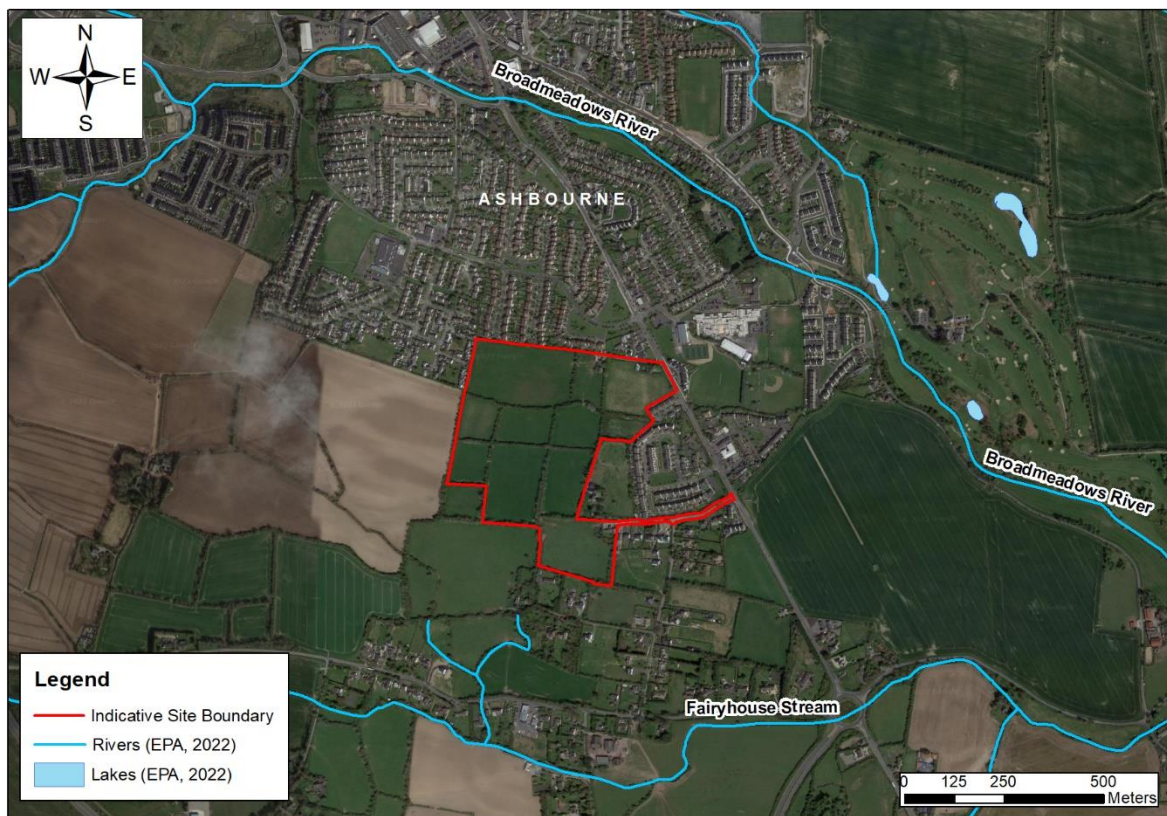 N
W E
S
Broadmeadows River
ASHBOURNE
Broadmeadows River
Fairyhouse Stream
Legend
Indicative Site Boundary
Rivers (EPA, 2022)
Lakes (EPA, 2022)
0 125 250 500
Meters